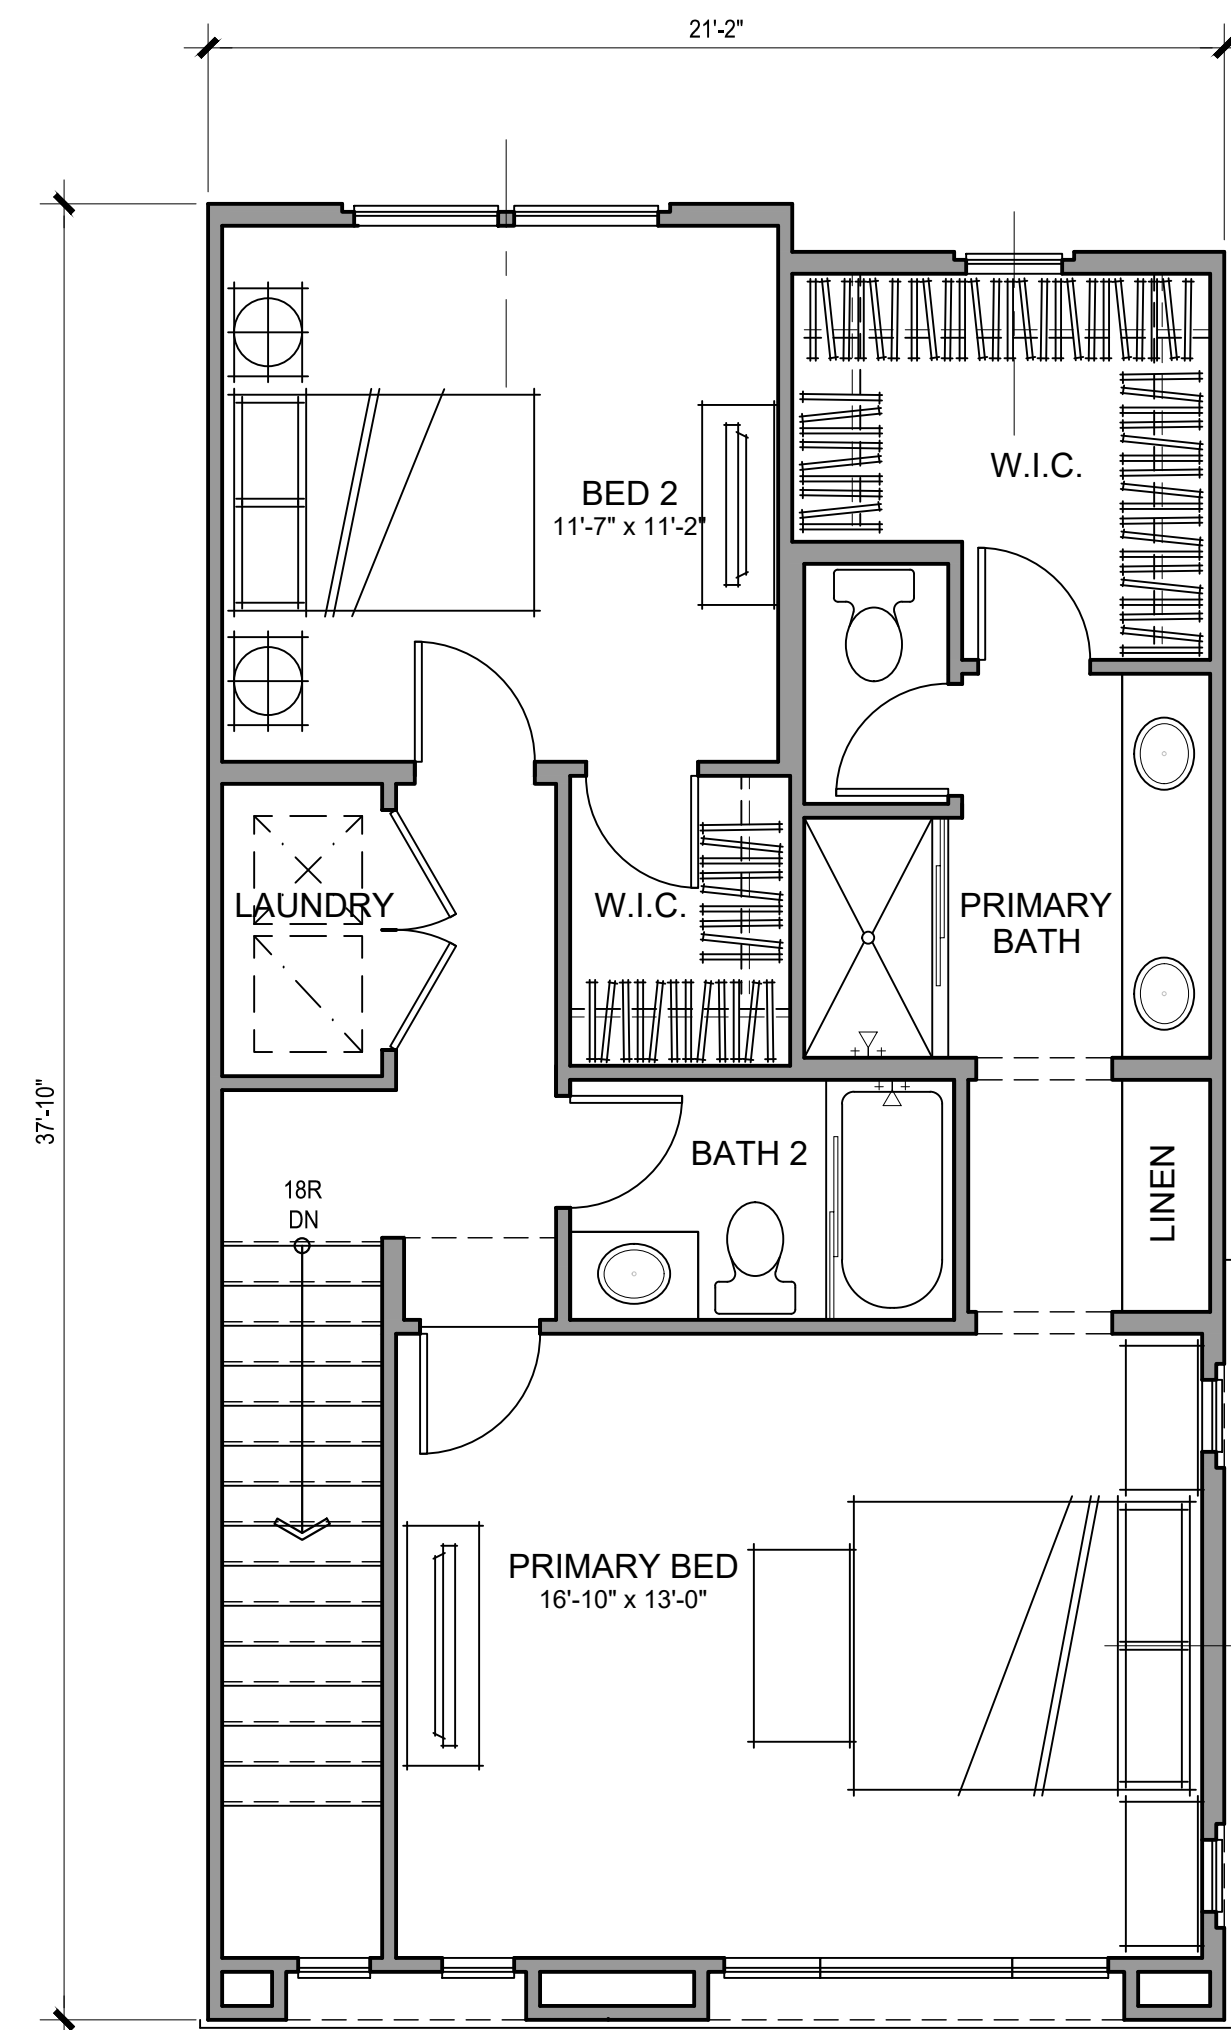 21'-2"
W.I.C.
BED 2
11'-7" x 11'-2"
LAUNDRY
W.I.C.
PRIMARY
BATH
37'-10"
BATH 2
LINEN
18R
DN
PRIMARY BED
16'-10" x 13'-0"